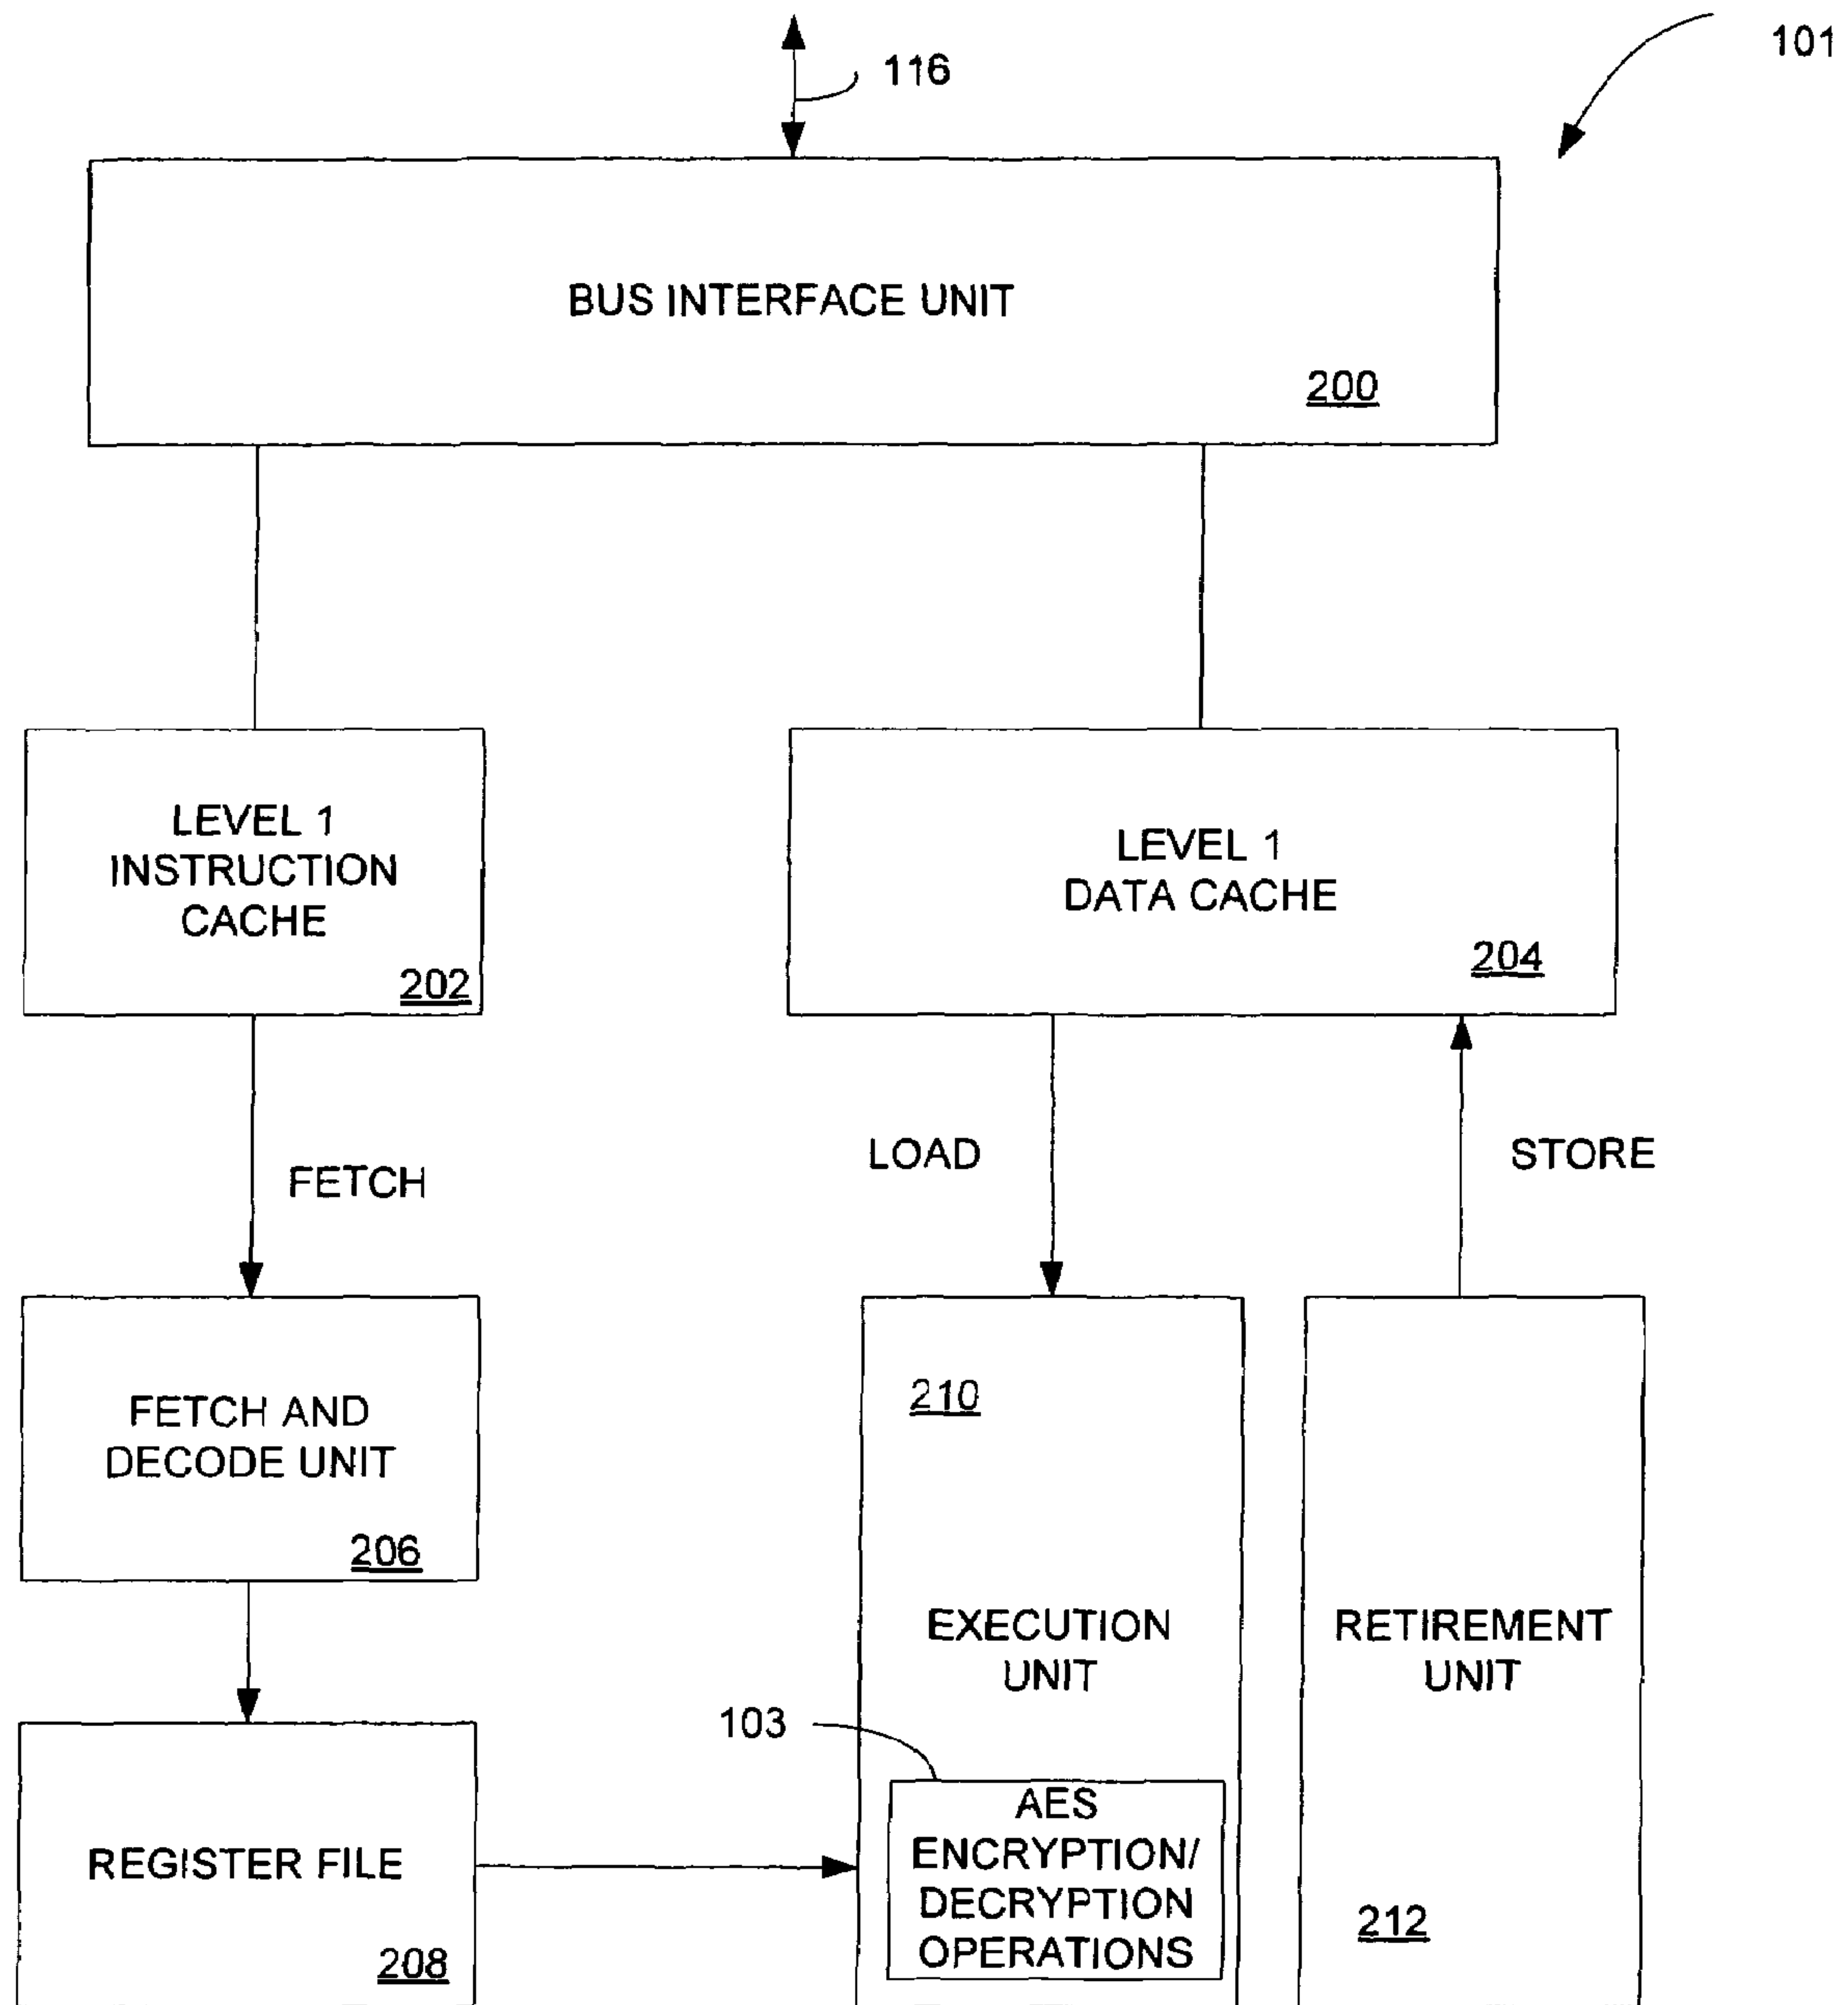 101
116
BUS INTERFACE UNIT
200
LEVEL 1
INSTRUCTION
CACHE
202
LEVEL 1
DATA CACHE
204
FETCH
LOAD
STORE
FETCH AND
DECODE UNIT
206
210
EXECUTION
UNIT
RETIREMENT
UNIT
103
AES
ENCRYPTION/
DECRYPTION
OPERATIONS
REGISTER FILE
208
212